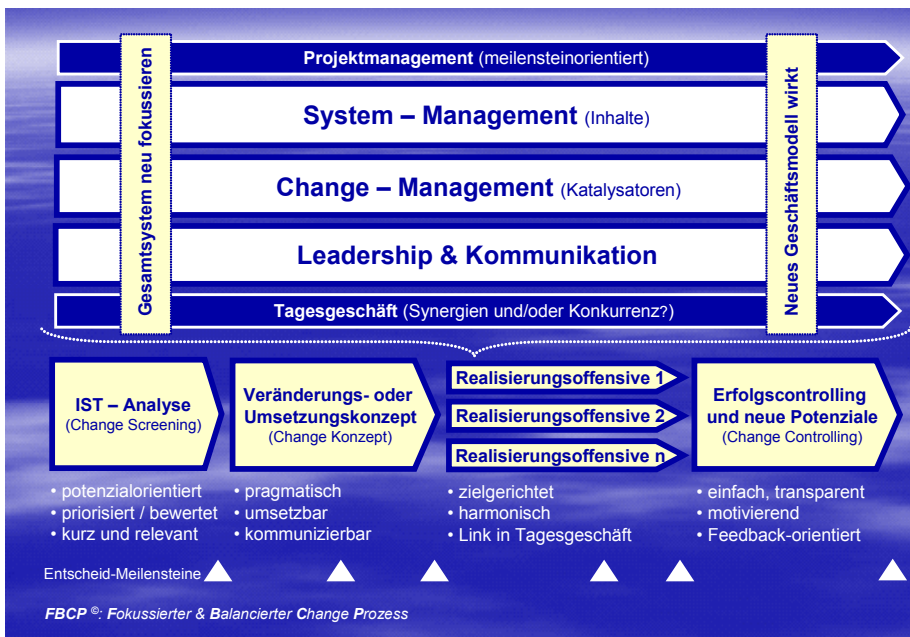 Projektmanagement (meilensteinorientiert)
Gesamtsystem neu fokussieren
System – Management (Inhalte)
Change – Management (Katalysatoren)
Leadership & Kommunikation
Neues Geschäftsmodell wirkt
Tagesgeschäft (Synergien und/oder Konkurrenz?)
IST – Analyse
(Change Screening)
Veränderungs- oder
Umsetzungskonzept
(Change Konzept)
Realisierungsoffensive 1
Realisierungsoffensive 2
Realisierungsoffensive n
Erfolgscontrolling
und neue Potenziale
(Change Controlling)
• potenzialorientiert
• priorisiert / bewertet
• kurz und relevant
• pragmatisch
• umsetzbar
• kommunizierbar
• zielgerichtet
• harmonisch
• Link in Tagesgeschäft
• einfach, transparent
• motivierend
• Feedback-orientiert
Entscheid-Meilensteine
FBCP ©: Fokussierter & Balancierter Change Prozess